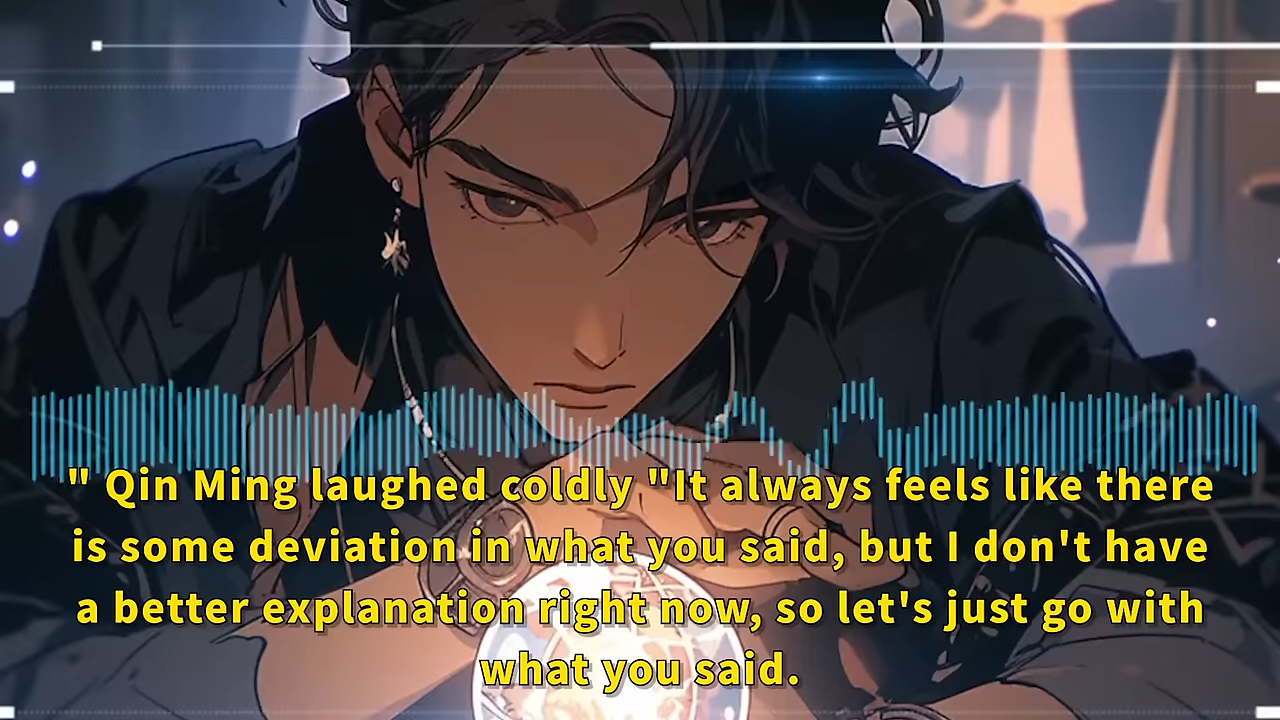 " Qin Ming laughed coldly "It always feels like there
is some deviation in what you said, but I don't have
a better explanation right now, so let's just go with
what you said.